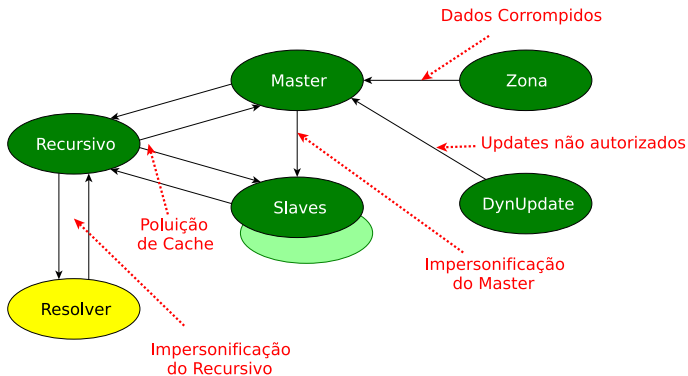 Dados Corrompidos
Master
Zona
Recursivo
Updates não autorizados
Slaves
DynUpdate
Poluição
de Cache
Impersonificação
do Master
Resolver
Impersonificação
do Recursivo